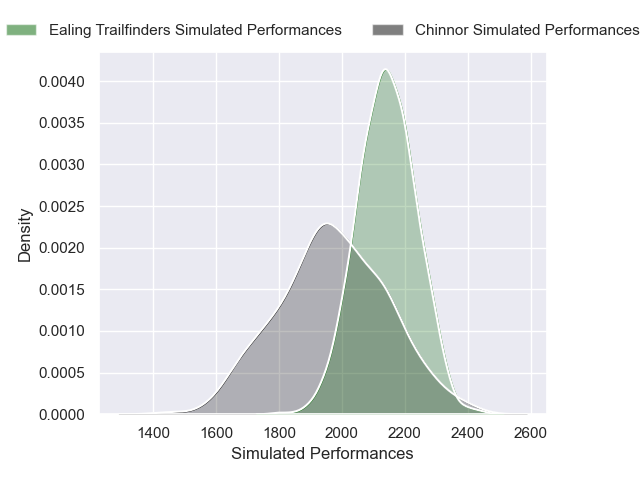 Ealing Trailfinders Simulated Performances
Chinnor Simulated Performances
0.0040
0.0035
0.0030
0.0025
0.0020
0.0015
0.0010
0.0005
0.0000
Density
1400 1600 1800 2000 2200 2400 2600
Simulated Performances